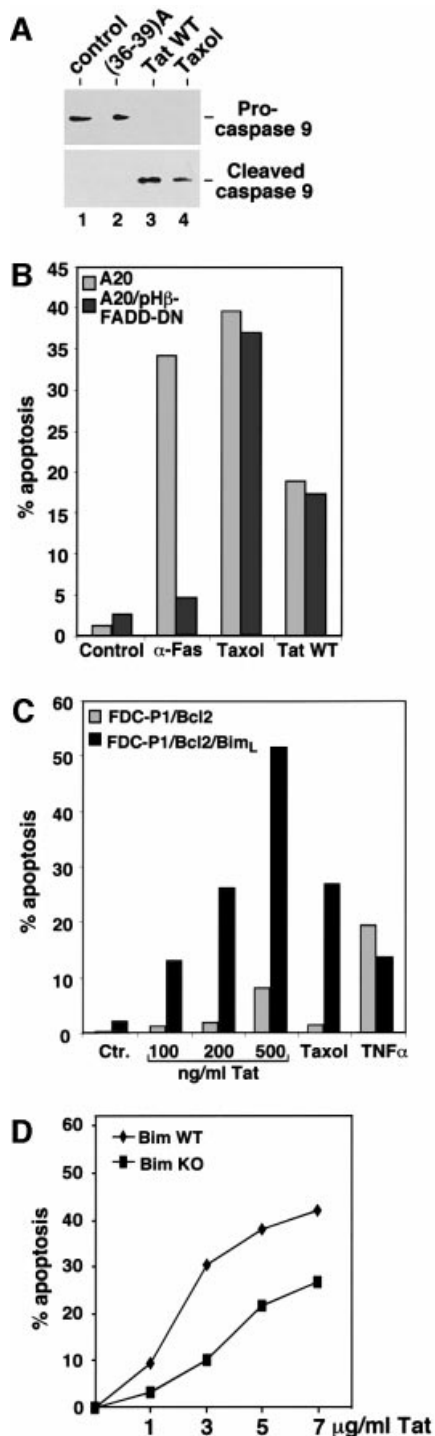 A
control
(36-39)A
Tat WT
Taxol
Pro-
caspase 9
Cleaved
caspase 9
1 2 3 4
B
A20
A20/pHβ-
FADD-DN
% apoptosis
45
40
35
30
25
20
15
10
5
0
Control α-Fas Taxol Tat WT
C
FDC-P1/Bcl2
FDC-P1/Bcl2/BimL
% apoptosis
60
50
40
30
20
10
0
Ctr. 100 200 500 Taxol TNFα
ng/ml Tat
D
Bim WT
Bim KO
% apoptosis
60
50
40
30
20
10
0
1 3 5 7 μg/ml Tat